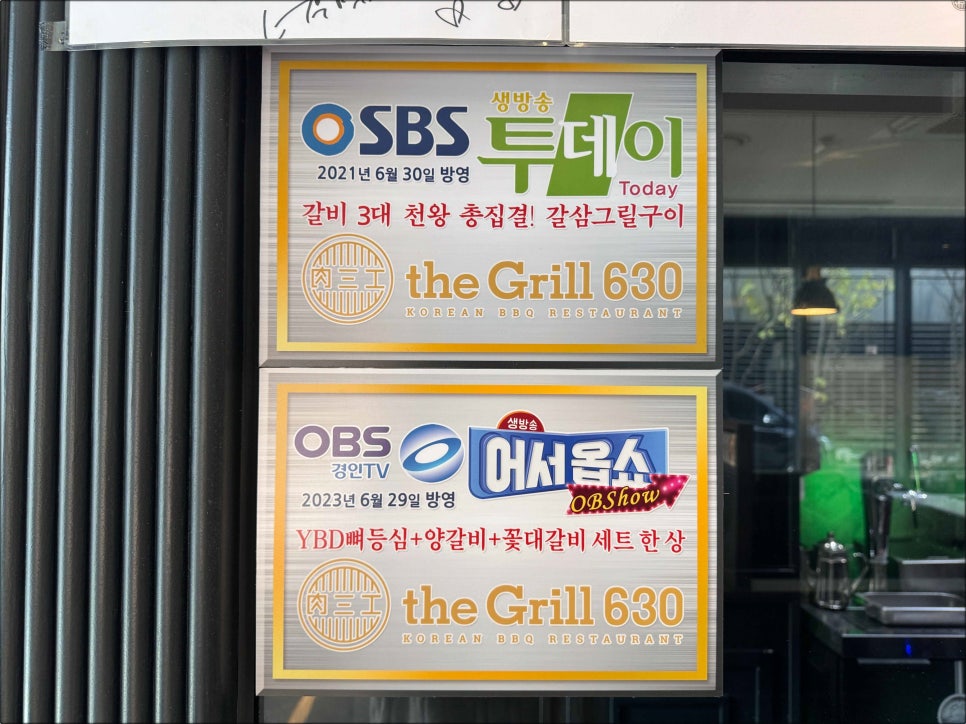 SBS
생방송
투데이
Today
2021년 6월 30일 방영
갈비 3대 천왕 총집결! 갈삼그릴구이
肉三工
the Grill 630
KOREAN BBQ RESTAURANT
OBS
경인TV
생방송
어서옵쇼
OBShow
2023년 6월 29일 방영
YBD뼈등심+양갈비+꽃대갈비 세트 한 상
肉三工
the Grill 630
KOREAN BBQ RESTAURANT